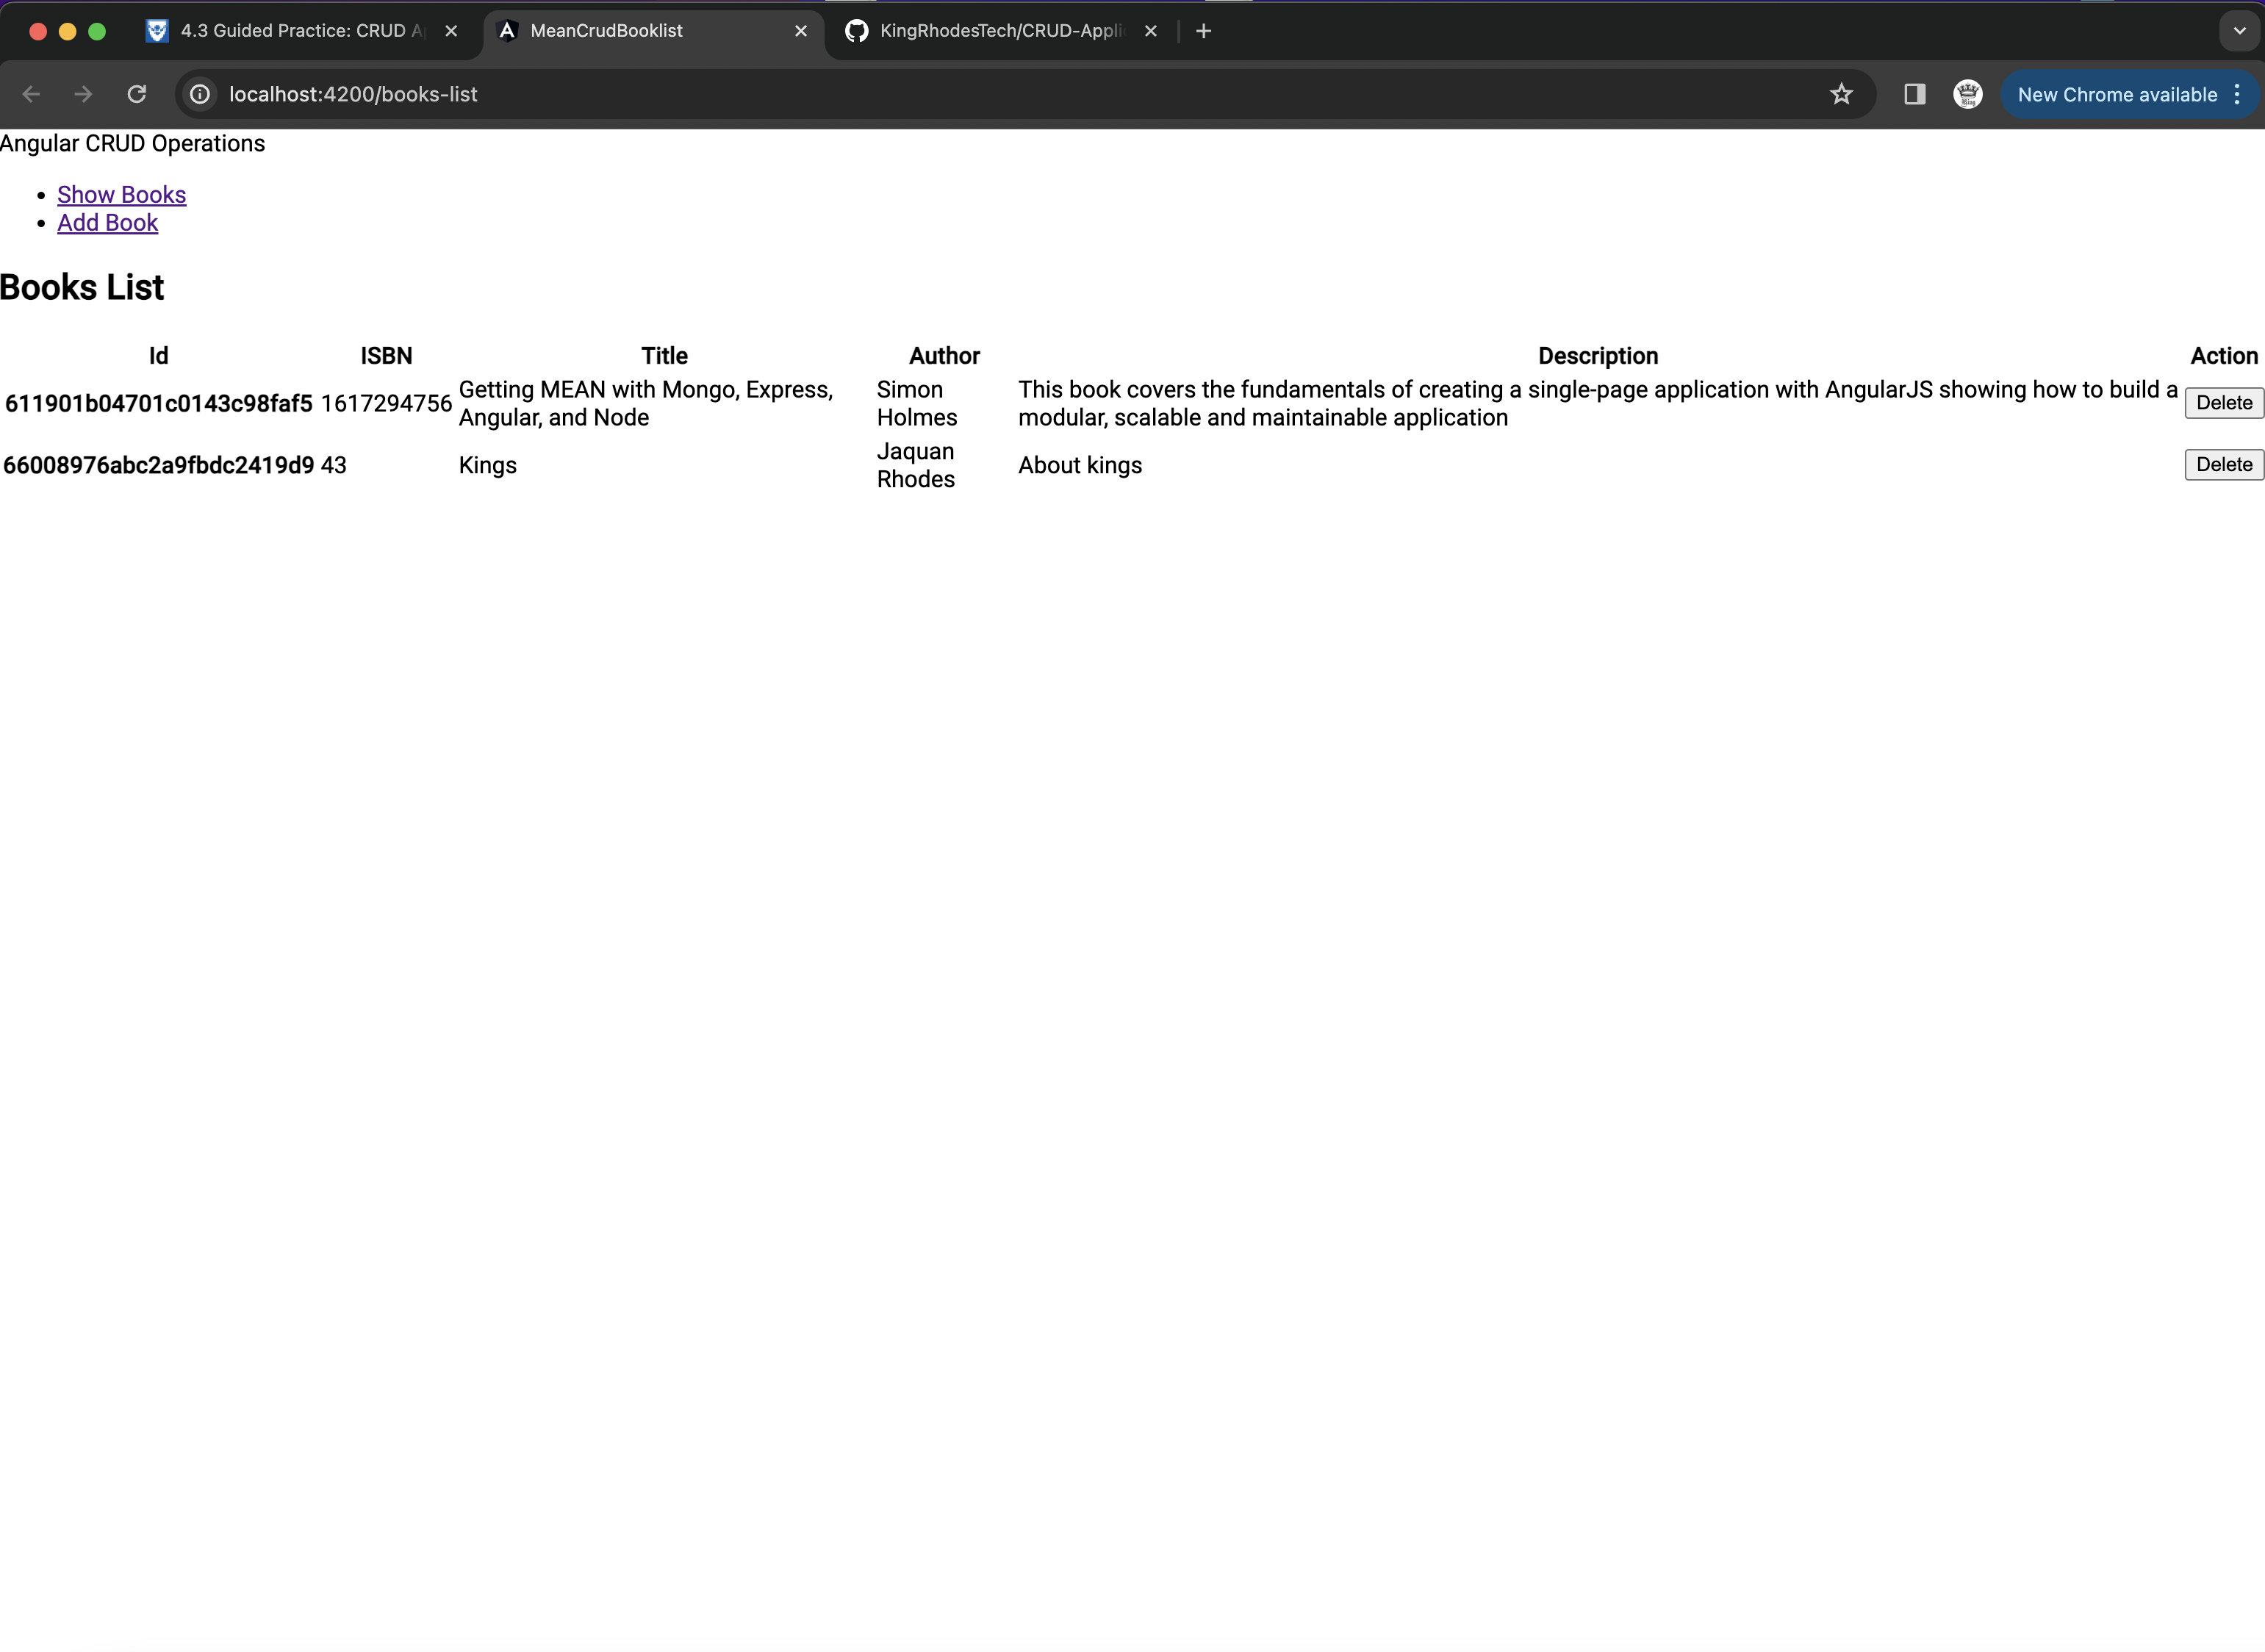 4.3 Guided Practice: CRUD A
MeanCrudBooklist
KingRhodesTech/CRUD-Appli
localhost:4200/books-list
New Chrome available
Angular CRUD Operations
Show Books
Add Book
Books List
Id ISBN Title Author Description Action
611901b04701c0143c98faf5 1617294756 Getting MEAN with Mongo, Express, Simon This book covers the fundamentals of creating a single-page application with AngularJS showing how to build a Delete
Angular, and Node Holmes modular, scalable and maintainable application
66008976abc2a9fbdc2419d9 43 Kings Jaquan About kings Delete
Rhodes